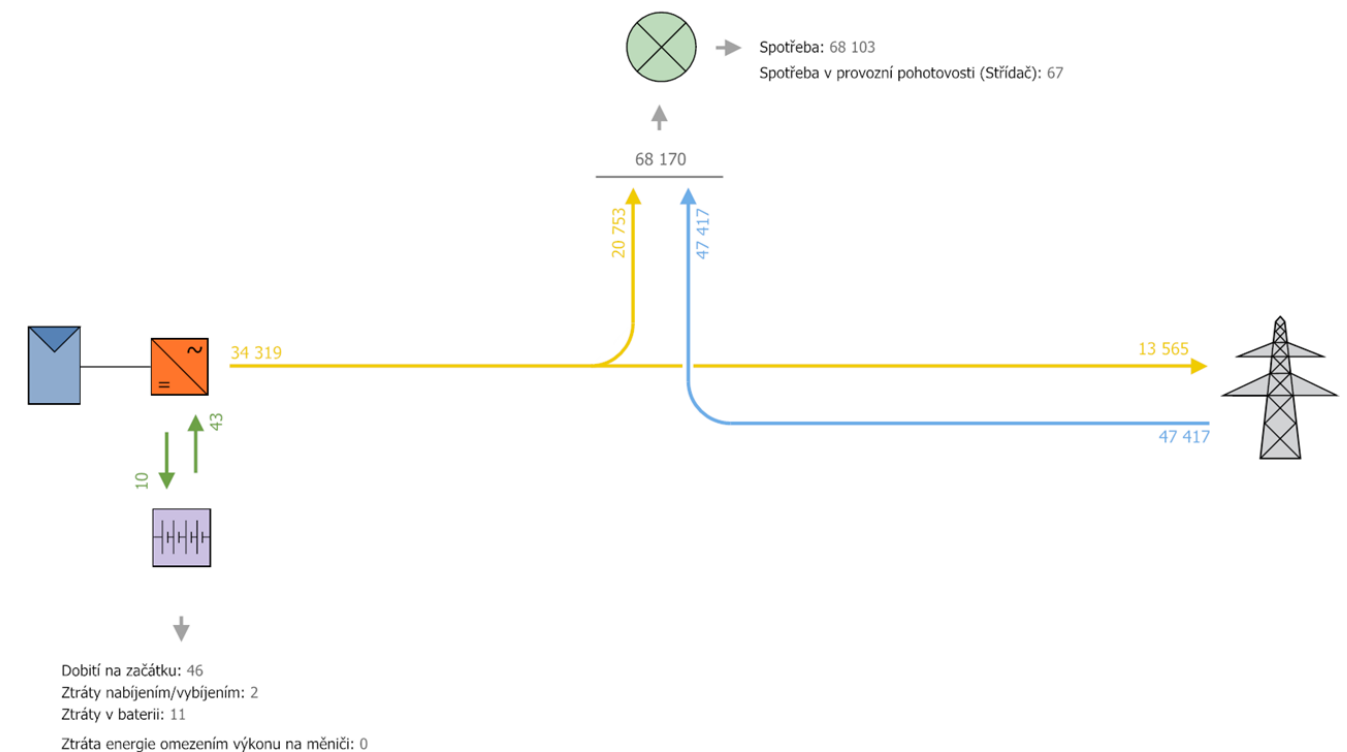 Spotřeba: 68 103
Spotřeba v provozní pohotovosti (Střídač): 67
68 170
20 753
47 417
34 319
13 565
47 417
~
=
10
43
Dobití na začátku: 46
Ztráty nabíjením/vybíjením: 2
Ztráty v baterii: 11
Ztráta energie omezením výkonu na měniči: 0